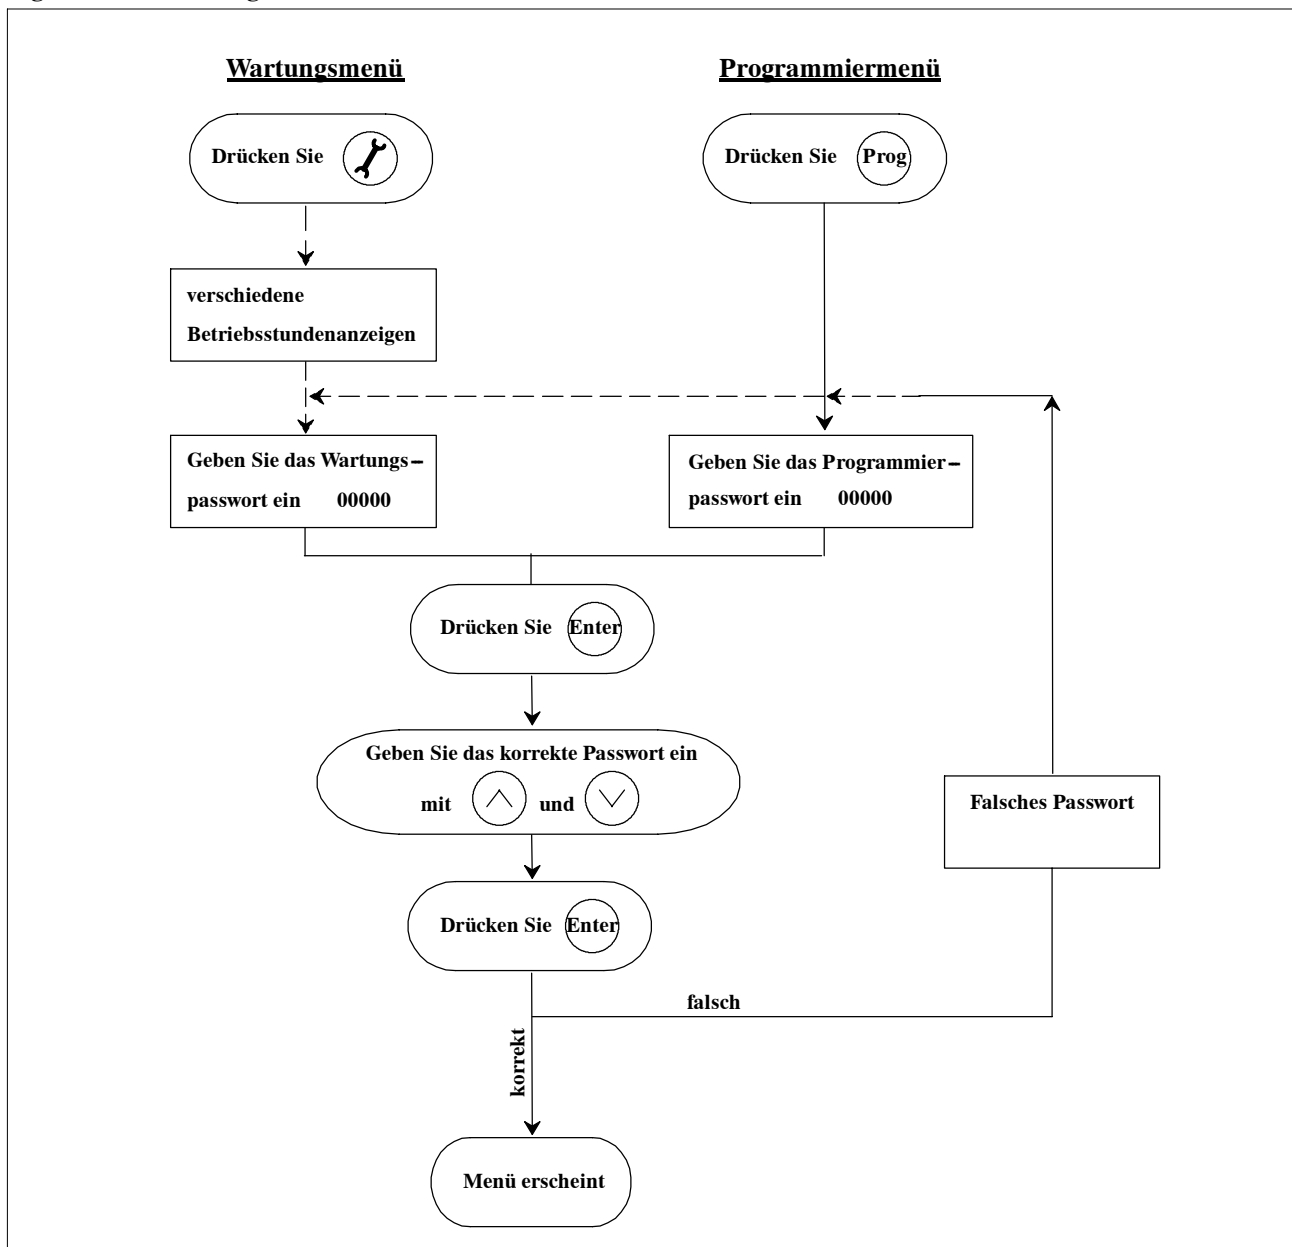 Wartungsmenü
Programmiermenü
Drücken Sie
Drücken Sie Prog
verschiedene
Betriebsstundenanzeigen
Geben Sie das Wartungs-
passwort ein 00000
Geben Sie das Programmier-
passwort ein 00000
Drücken Sie Enter
Geben Sie das korrekte Passwort ein
mit und
Falsches Passwort
Drücken Sie Enter
falsch
korrekt
Menü erscheint